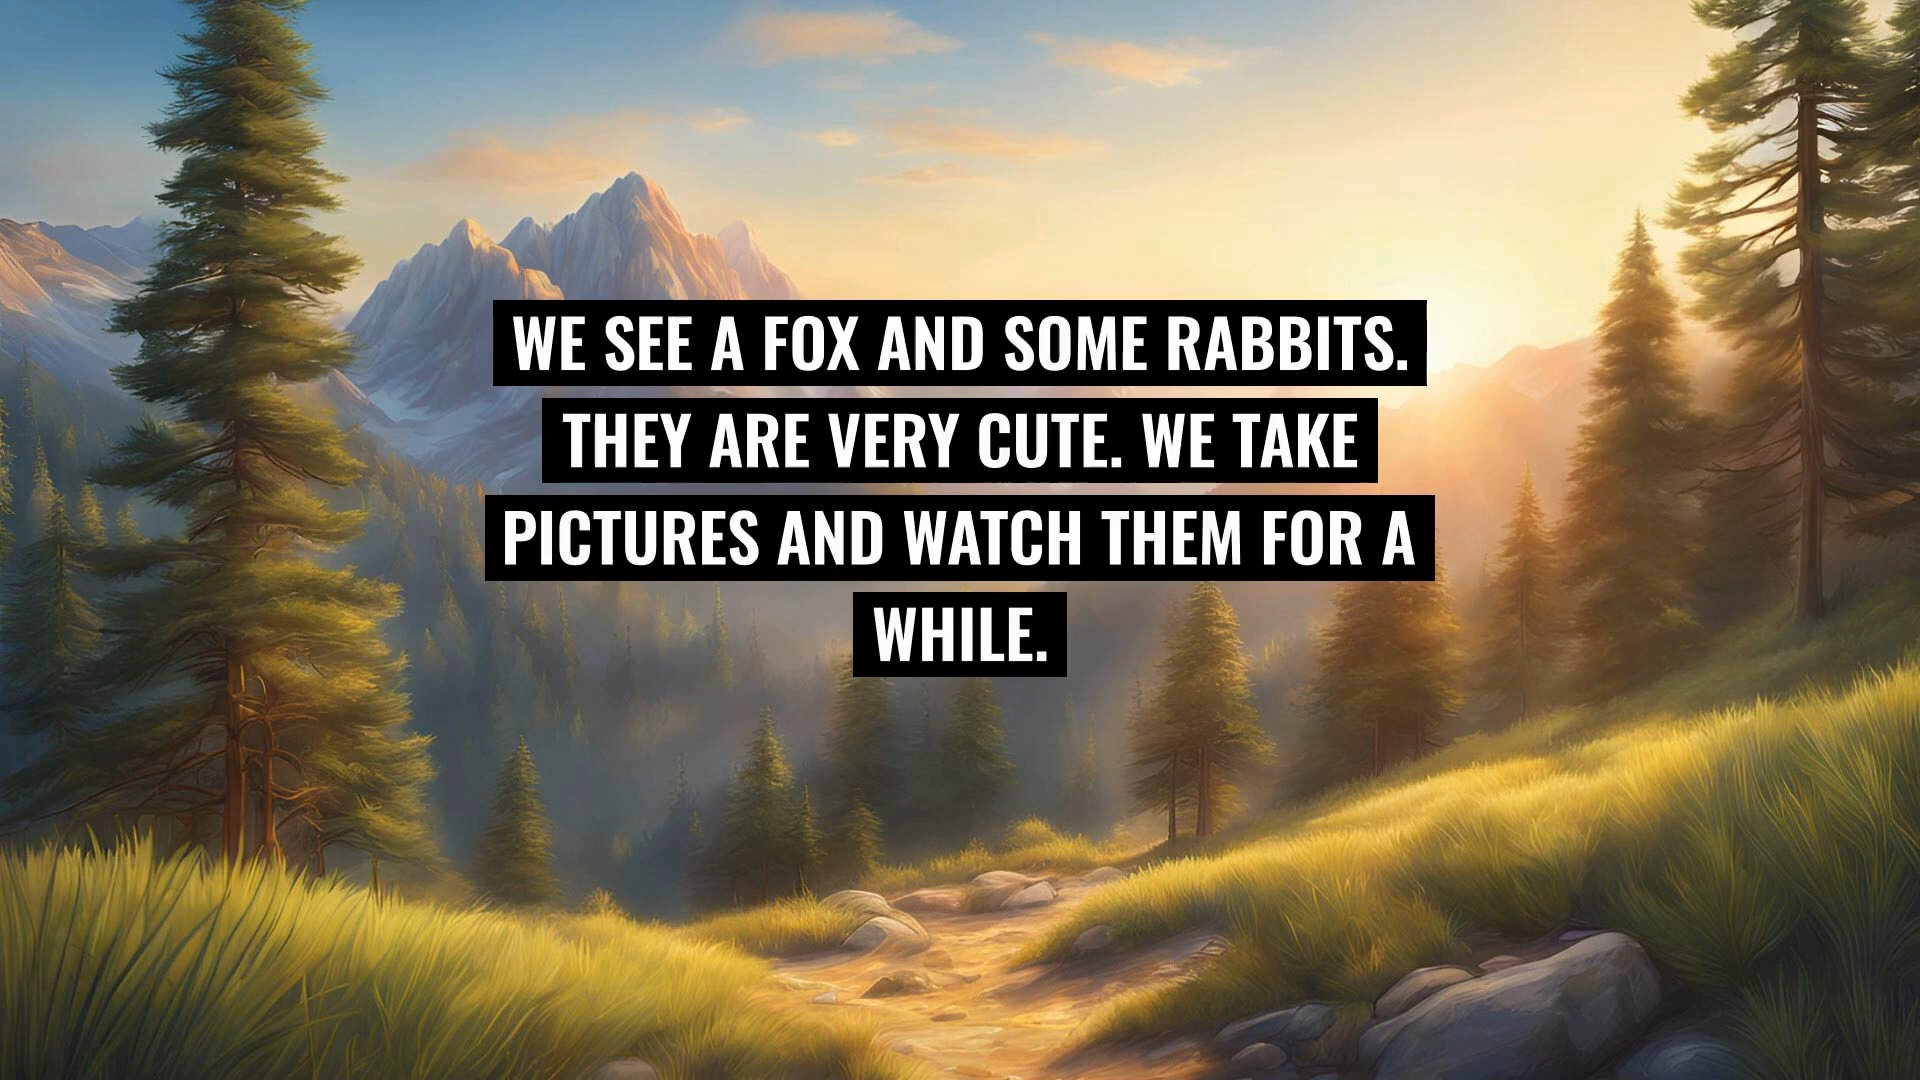 WE SEE A FOX AND SOME RABBITS.
THEY ARE VERY CUTE. WE TAKE
PICTURES AND WATCH THEM FOR A
WHILE.